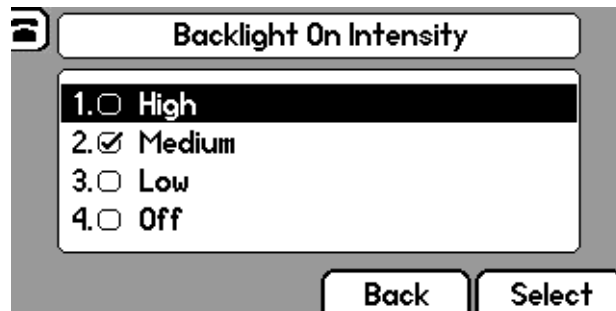 Backlight On Intensity
1. High
2. Medium
3. Low
4. Off
Back Select